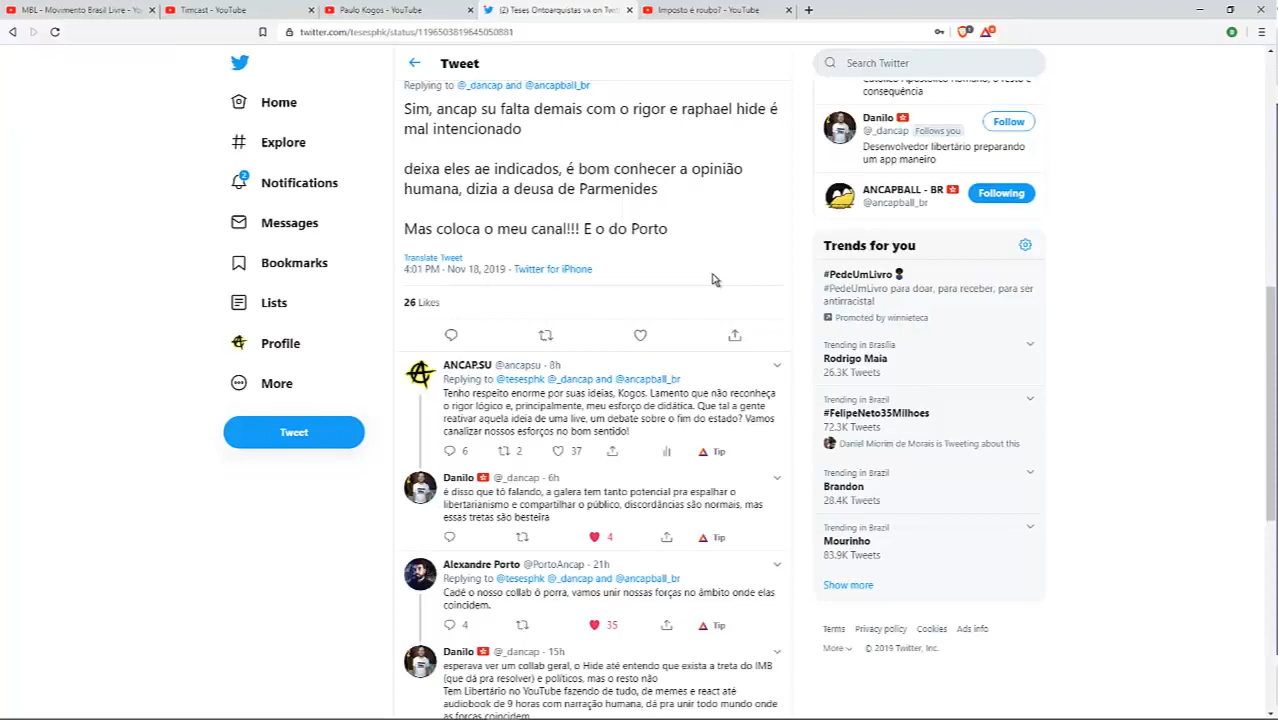 MBL - Movimento Brasil Livre - Yo
Timcast - YouTube
Paulo Kogos - YouTube
(2) Teses Ontoarquistas va on Tw
Imposto é roubo? - YouTube
twitter.com/tesesphk/status/1196503819645050881
Home
Explore
2
Notifications
Messages
Bookmarks
Lists
Profile
More
Tweet
Tweet
Replying to @_dancap and @ancapball_br
Sim, ancap su falta demais com o rigor e raphael hide é
mal intencionado
deixa eles ae indicados, é bom conhecer a opinião
humana, dizia a deusa de Parmenides
Mas coloca o meu canal!!! E o do Porto
Translate Tweet
4:01 PM · Nov 18, 2019 · Twitter for iPhone
26 Likes
ANCAP.SU @ancapsu · 8h
Replying to @tesesphk @_dancap and @ancapball_br
Tenho respeito enorme por suas ideias, Kogos. Lamento que não reconheça
o rigor lógico e, principalmente, meu esforço de didática. Que tal a gente
reativar aquela ideia de uma live, um debate sobre o fim do estado? Vamos
canalizar nossos esforços no bom sentido!
6 2 37 Tip
Danilo @_dancap · 6h
é disso que tô falando, a galera tem tanto potencial pra espalhar o
libertarianismo e compartilhar o público, discordâncias são normais, mas
essas tretas são besteira
4 Tip
Alexandre Porto @PortoAncap · 21h
Replying to @tesesphk @_dancap and @ancapball_br
Cadê o nosso collab ô porra, vamos unir nossas forças no âmbito onde elas
coincidem.
4 35 Tip
Danilo @_dancap · 15h
esperava ver um collab geral, o Hide até entendo que exista a treta do IMB
(que dá pra resolver) e políticos, mas o resto não
Tem Libertário no YouTube fazendo de tudo, de memes e react até
audiobook de 9 horas com narração humana, dá pra unir todo mundo onde
as forças coincidem
Search Twitter
consequência
Danilo
@_dancap Follows you
Follow
Desenvolvedor libertário preparando
um app maneiro
ANCAPBALL - BR
@ancapball_br
Following
Trends for you
#PedeUmLivro
#PedeUmLivro para doar, para receber, para ser
antirracista!
Promoted by winnieteca
Trending in Brasília
Rodrigo Maia
26.3K Tweets
Trending in Brazil
#FelipeNeto35Milhoes
72.3K Tweets
Daniel Miorim de Morais is Tweeting about this
Trending in Brazil
Brandon
28.4K Tweets
Trending in Brazil
Mourinho
83.9K Tweets
Show more
Terms Privacy policy Cookies Ads info
More © 2019 Twitter, Inc.